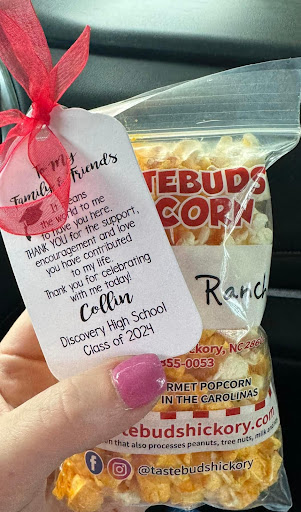 To My
Family & Friends
It means
the world to me
to have you here.
THANK YOU for the support,
encouragement and love
you have contributed
to my life.
Thank you for celebrating
with me today!
Collin
Discovery High School
Class of 2024
TEBUDS
CORN
Ranch
kory, NC 286
855-0053
RMET POPCORN
IN THE CAROLINAS
tebudshickory.com
that also processes peanuts, tree nuts, milk
@tastebudshickory